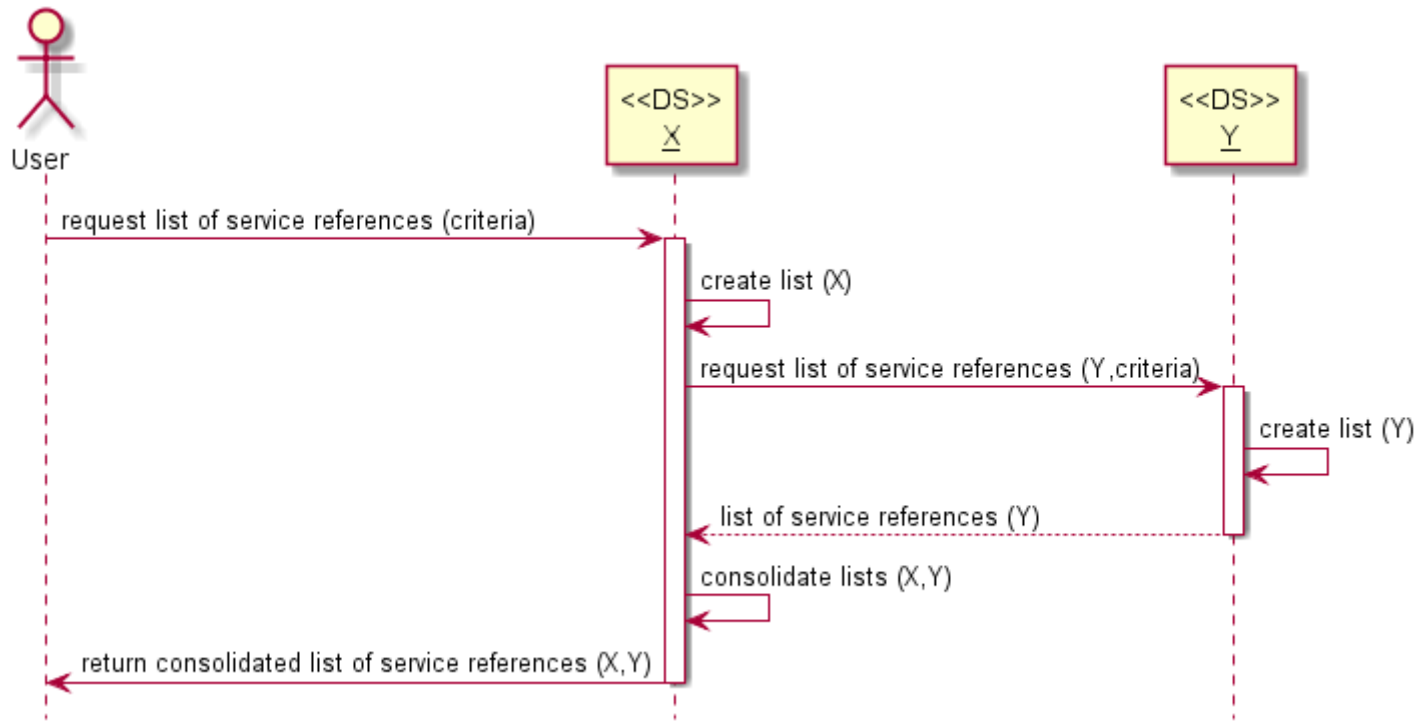 <<DS>>
X
<<DS>>
Y
User
request list of service references (criteria)
create list (X)
request list of service references (Y,criteria)
create list (Y)
list of service references (Y)
consolidate lists (X,Y)
return consolidated list of service references (X,Y)